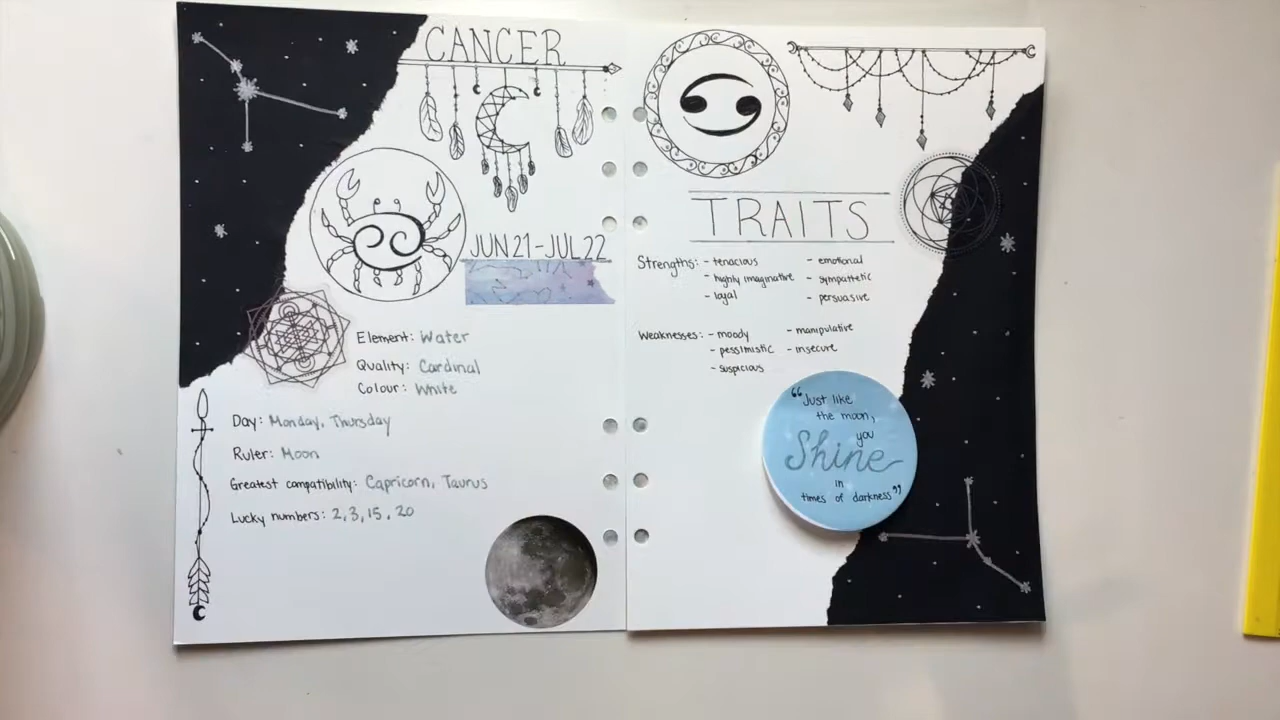 CANCER
JUN 21-JUL 22
Element: Water
Quality: Cardinal
Colour: White
Day: Monday, Thursday
Ruler: Moon
Greatest compatibility: Capricorn, Taurus
Lucky numbers: 2, 3, 15, 20
TRAITS
Strengths: - tenacious - emotional
- highly imaginative - sympattetic
- loyal - persuasive
Weaknesses: - moody - manipulative
- pessimistic - insecure
- suspicious
"Just like
the moon,
you
Shine
in
times of darkness"